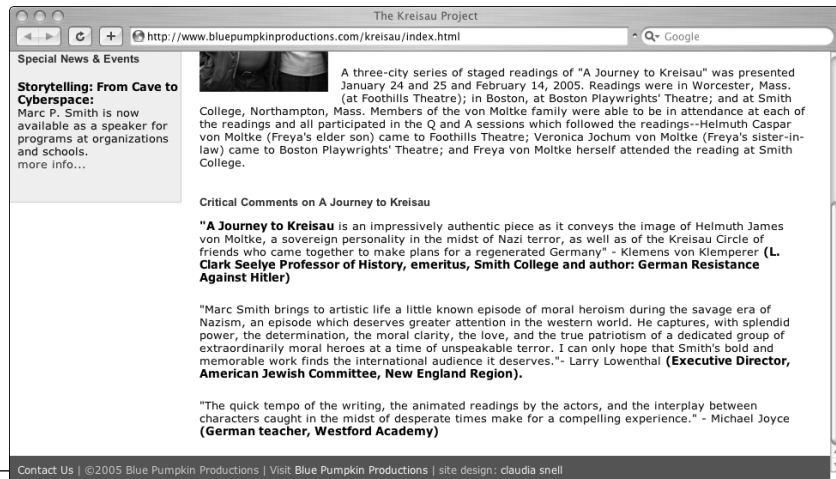 The Kreisau Project
http://www.bluepumpkinproductions.com/kreisau/index.html
Google
Special News & Events
Storytelling: From Cave to
Cyberspace:
Marc P. Smith is now
available as a speaker for
programs at organizations
and schools.
more info...
A three-city series of staged readings of "A Journey to Kreisau" was presented
January 24 and 25 and February 14, 2005. Readings were in Worcester, Mass.
(at Foothills Theatre); in Boston, at Boston Playwrights' Theatre; and at Smith
College, Northampton, Mass. Members of the von Moltke family were able to be in attendance at each of
the readings and all participated in the Q and A sessions which followed the readings--Helmuth Caspar
von Moltke (Freya's elder son) came to Foothills Theatre; Veronica Jochum von Moltke (Freya's sister-in-
law) came to Boston Playwrights' Theatre; and Freya von Moltke herself attended the reading at Smith
College.
Critical Comments on A Journey to Kreisau
"A Journey to Kreisau is an impressively authentic piece as it conveys the image of Helmuth James
von Moltke, a sovereign personality in the midst of Nazi terror, as well as of the Kreisau Circle of
friends who came together to make plans for a regenerated Germany" - Klemens von Klemperer (L.
Clark Seelye Professor of History, emeritus, Smith College and author: German Resistance
Against Hitler)
"Marc Smith brings to artistic life a little known episode of moral heroism during the savage era of
Nazism, an episode which deserves greater attention in the western world. He captures, with splendid
power, the determination, the moral clarity, the love, and the true patriotism of a dedicated group of
extraordinarily moral heroes at a time of unspeakable terror. I can only hope that Smith's bold and
memorable work finds the international audience it deserves."- Larry Lowenthal (Executive Director,
American Jewish Committee, New England Region).
"The quick tempo of the writing, the animated readings by the actors, and the interplay between
characters caught in the midst of desperate times make for a compelling experience." - Michael Joyce
(German teacher, Westford Academy)
Contact Us | ©2005 Blue Pumpkin Productions | Visit Blue Pumpkin Productions | site design: claudia snell